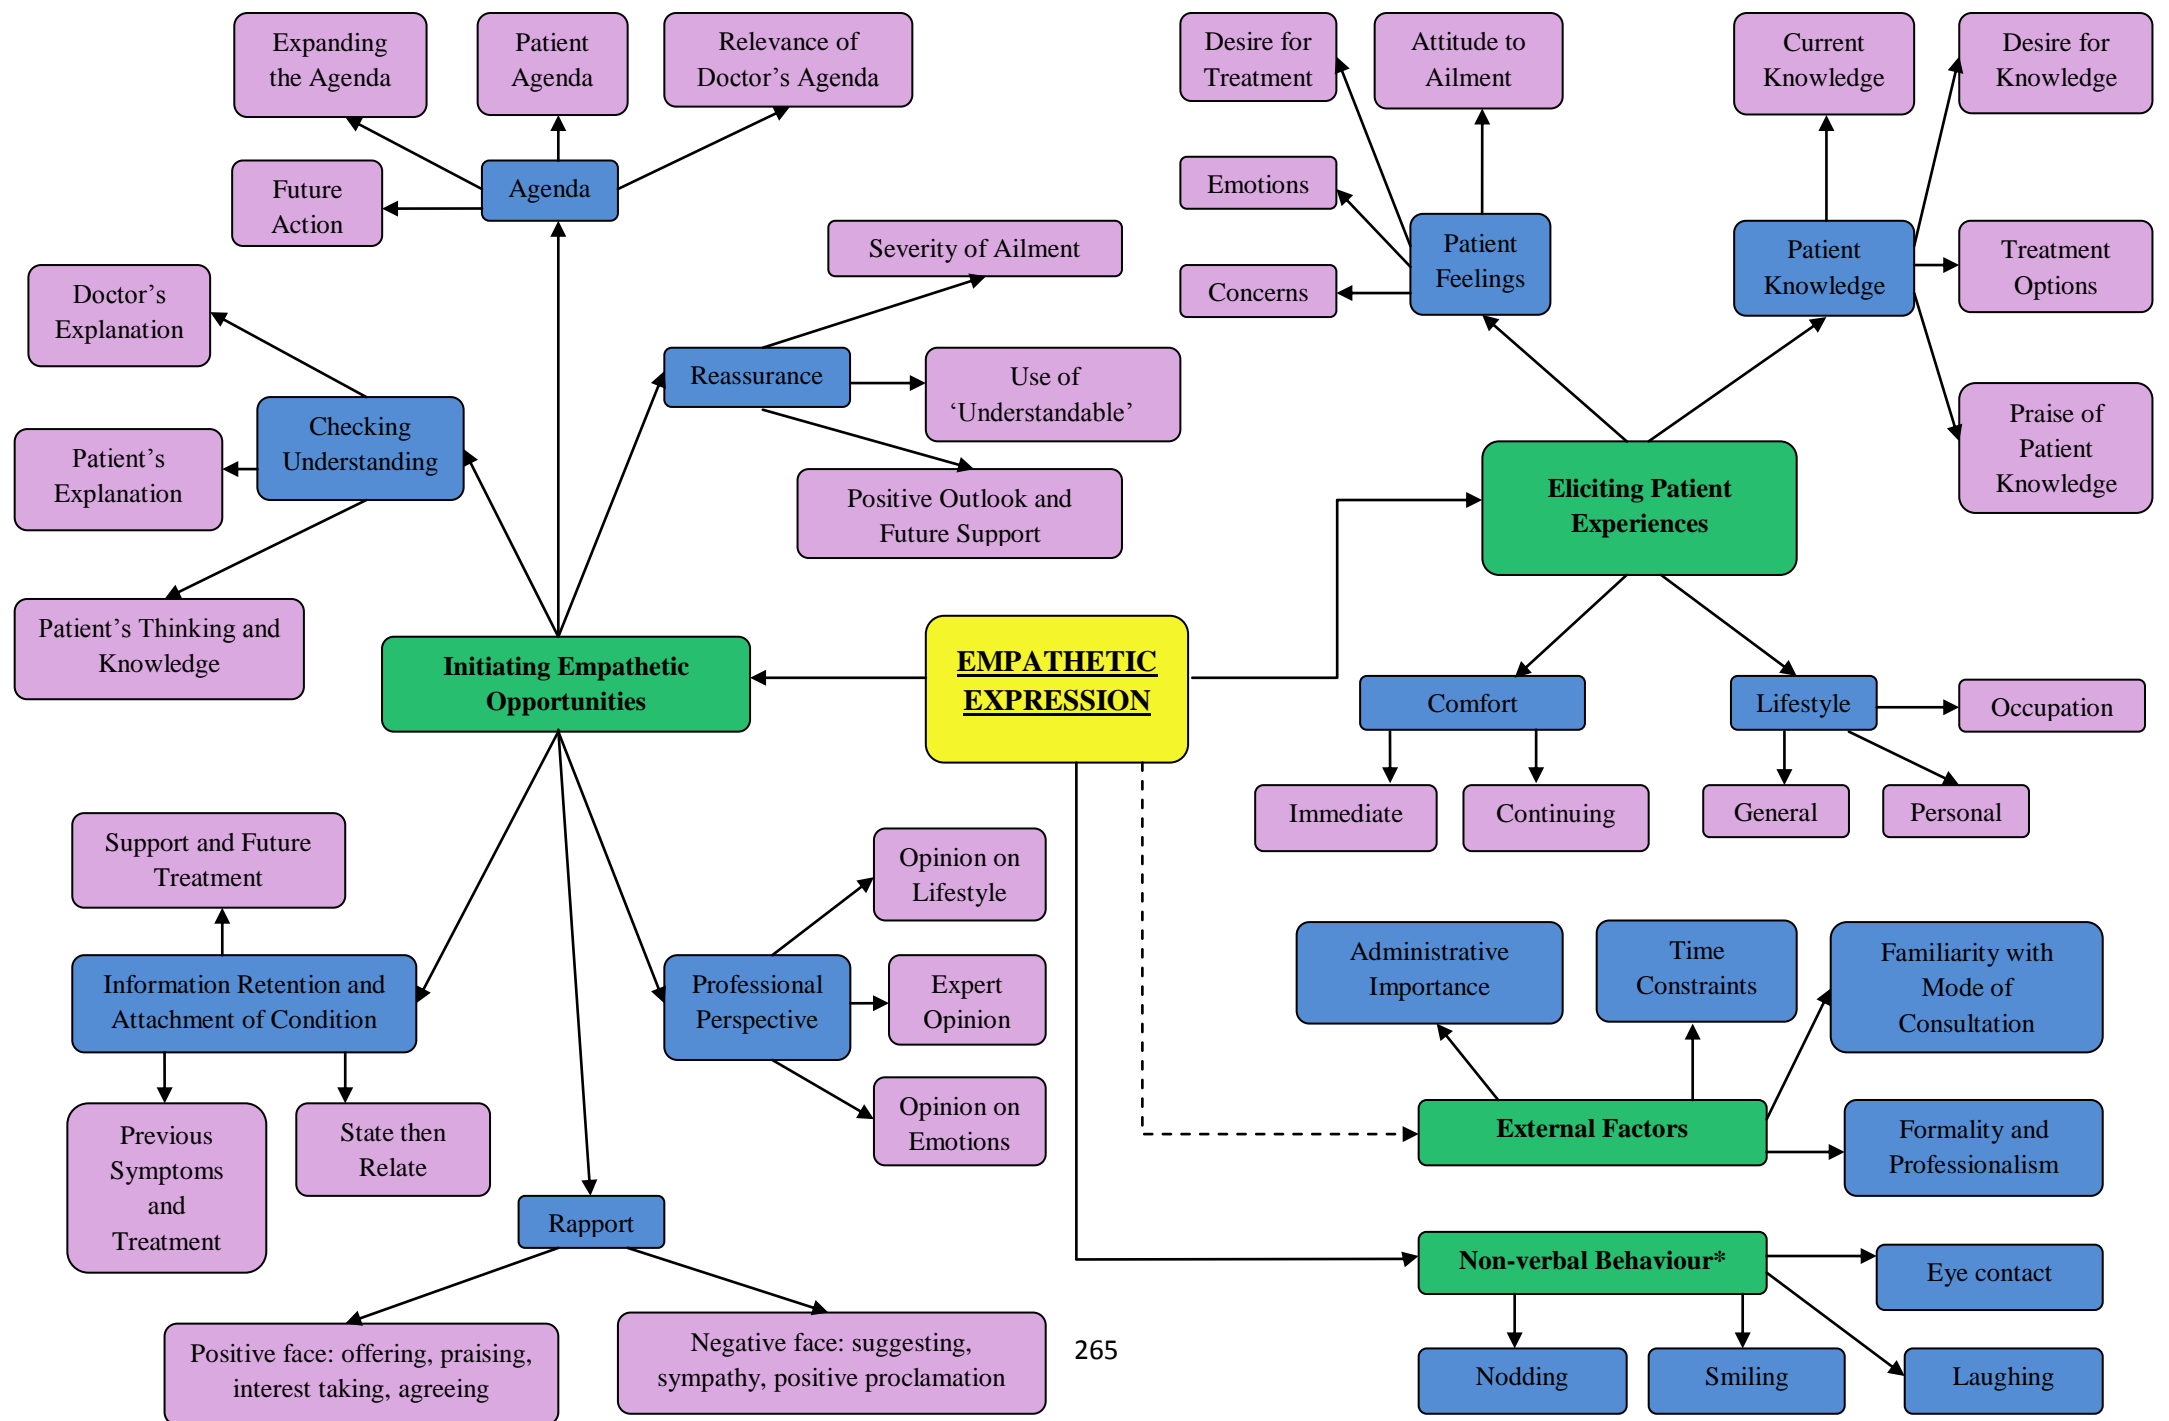 Expanding
the Agenda
Patient
Agenda
Relevance of
Doctor’s Agenda
Future
Action
Agenda
Doctor’s
Explanation
Checking
Understanding
Patient’s
Explanation
Patient’s Thinking and
Knowledge
Severity of Ailment
Reassurance
Use of
‘Understandable’
Positive Outlook and
Future Support
Desire for
Treatment
Attitude to
Ailment
Emotions
Concerns
Patient
Feelings
Current
Knowledge
Desire for
Knowledge
Patient
Knowledge
Treatment
Options
Praise of
Patient
Knowledge
Eliciting Patient
Experiences
Initiating Empathetic
Opportunities
EMPATHETIC
EXPRESSION
Comfort
Lifestyle
Occupation
Immediate
Continuing
General
Personal
Support and Future
Treatment
Information Retention and
Attachment of Condition
Previous
Symptoms
and
Treatment
State then
Relate
Opinion on
Lifestyle
Professional
Perspective
Expert
Opinion
Opinion on
Emotions
Rapport
Positive face: offering, praising,
interest taking, agreeing
Negative face: suggesting,
sympathy, positive proclamation
Administrative
Importance
Time
Constraints
Familiarity with
Mode of
Consultation
External Factors
Formality and
Professionalism
Non-verbal Behaviour*
Eye contact
Nodding
Smiling
Laughing
265